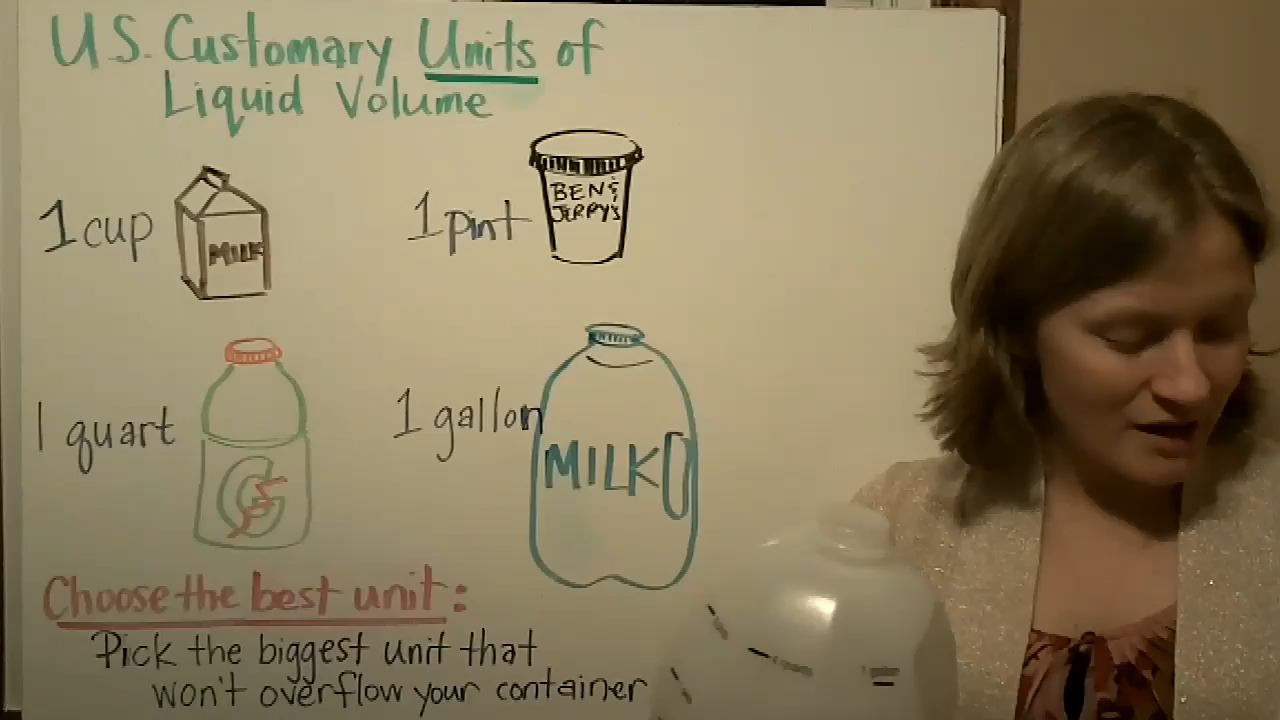 U.S. Customary Units of
Liquid Volume
1 cup
MILK
1 pint
BEN &
JERRY'S
1 quart
G
1 gallon
MILK
Choose the best unit:
Pick the biggest unit that
won't overflow your container